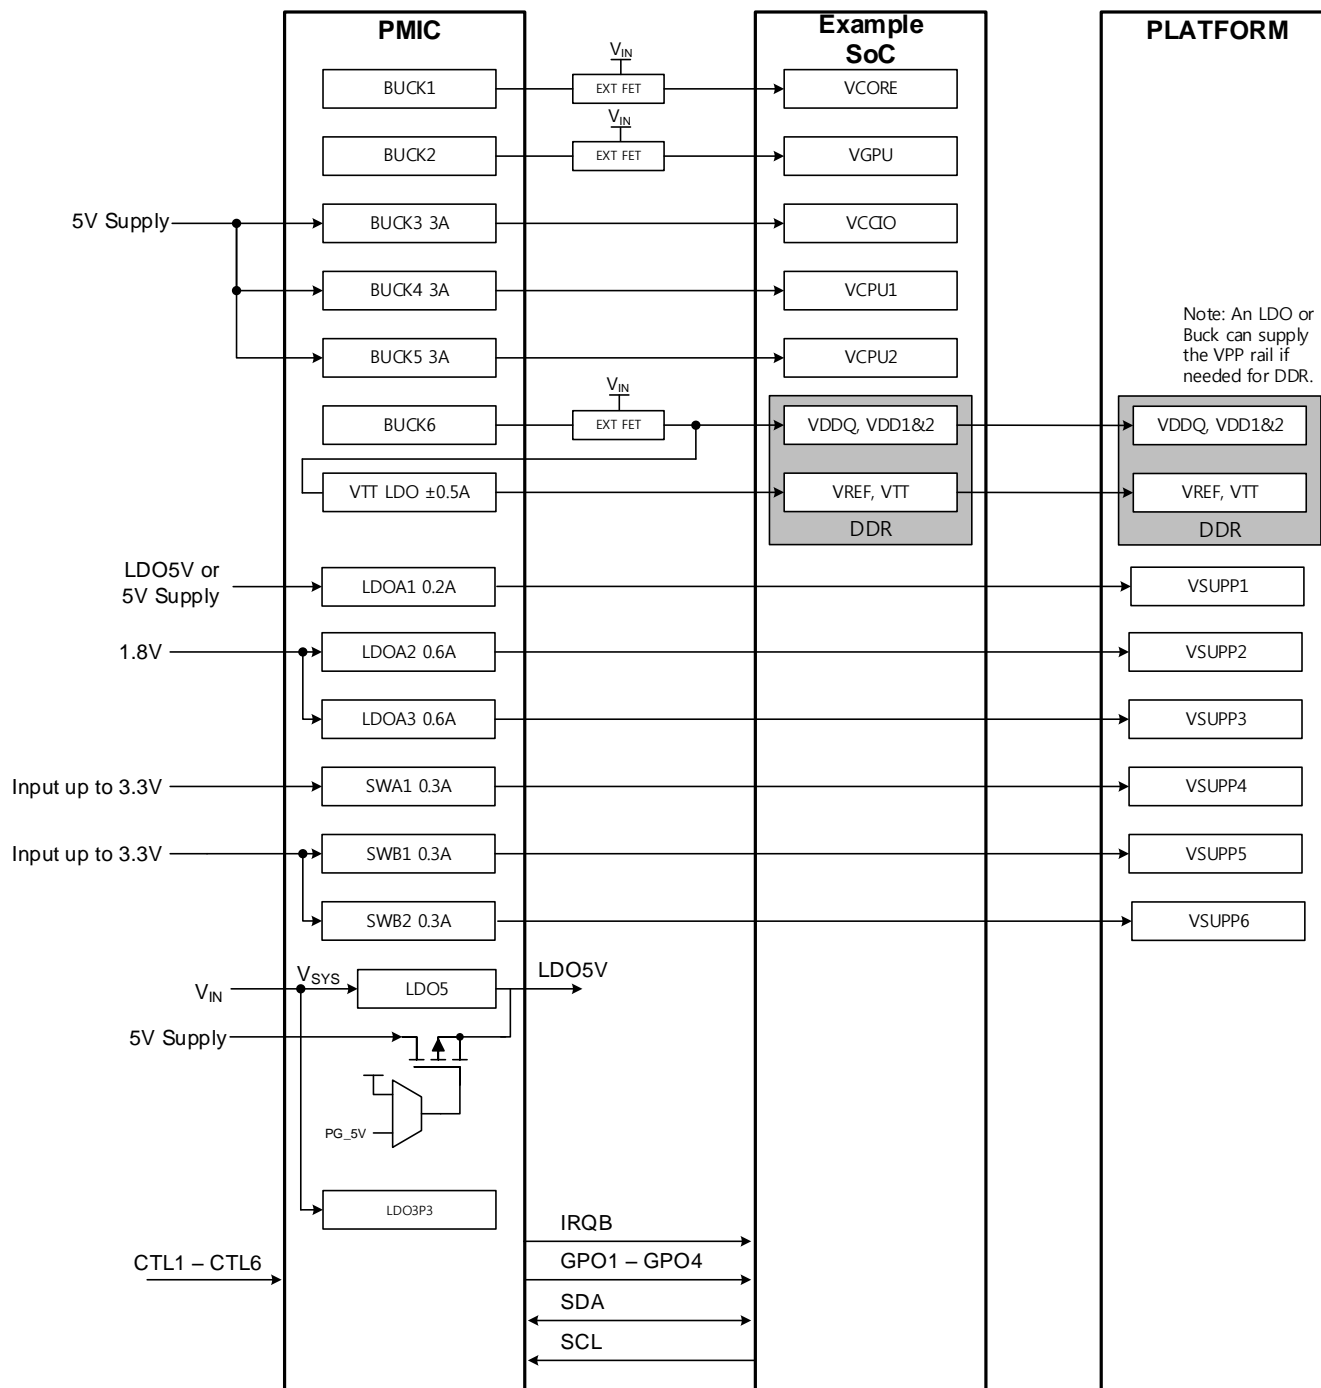 PMIC
Example
SoC
PLATFORM
V_IN
BUCK1
EXT FET
VCORE
V_IN
BUCK2
EXT FET
VGPU
5V Supply
BUCK3 3A
VCCIO
BUCK4 3A
VCPU1
Note: An LDO or
Buck can supply
the VPP rail if
needed for DDR.
BUCK5 3A
VCPU2
V_IN
BUCK6
EXT FET
VDDQ, VDD1&2
VDDQ, VDD1&2
VTT LDO ±0.5A
VREF, VTT
VREF, VTT
DDR
DDR
LDO5V or
5V Supply
LDOA1 0.2A
VSUPP1
1.8V
LDOA2 0.6A
VSUPP2
LDOA3 0.6A
VSUPP3
Input up to 3.3V
SWA1 0.3A
VSUPP4
Input up to 3.3V
SWB1 0.3A
VSUPP5
SWB2 0.3A
VSUPP6
V_IN
V_SYS
LDO5
LDO5V
5V Supply
PG_5V
LDO3P3
IRQB
CTL1 – CTL6
GPO1 – GPO4
SDA
SCL